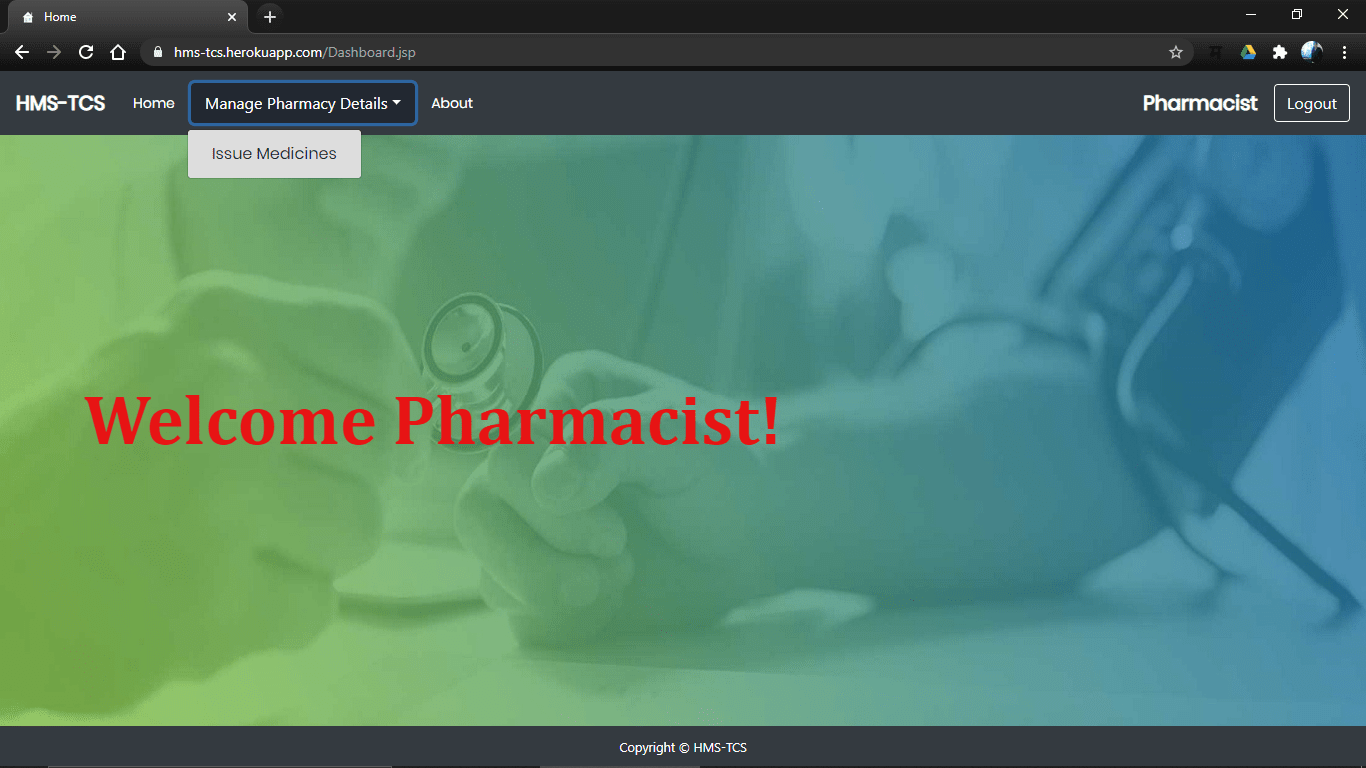 Home
hms-tcs.herokuapp.com/Dashboard.jsp
HMS-TCS Home Manage Pharmacy Details About Pharmacist Logout
Issue Medicines
Welcome Pharmacist!
Copyright © HMS-TCS